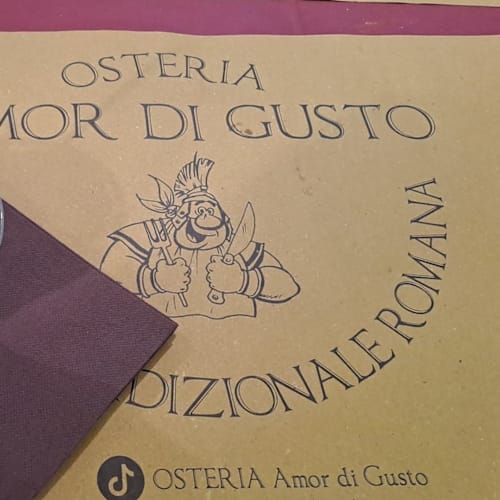 OSTERIA
MOR DI GUSTO
DIZIONALE ROMANA
OSTERIA Amor di Gusto